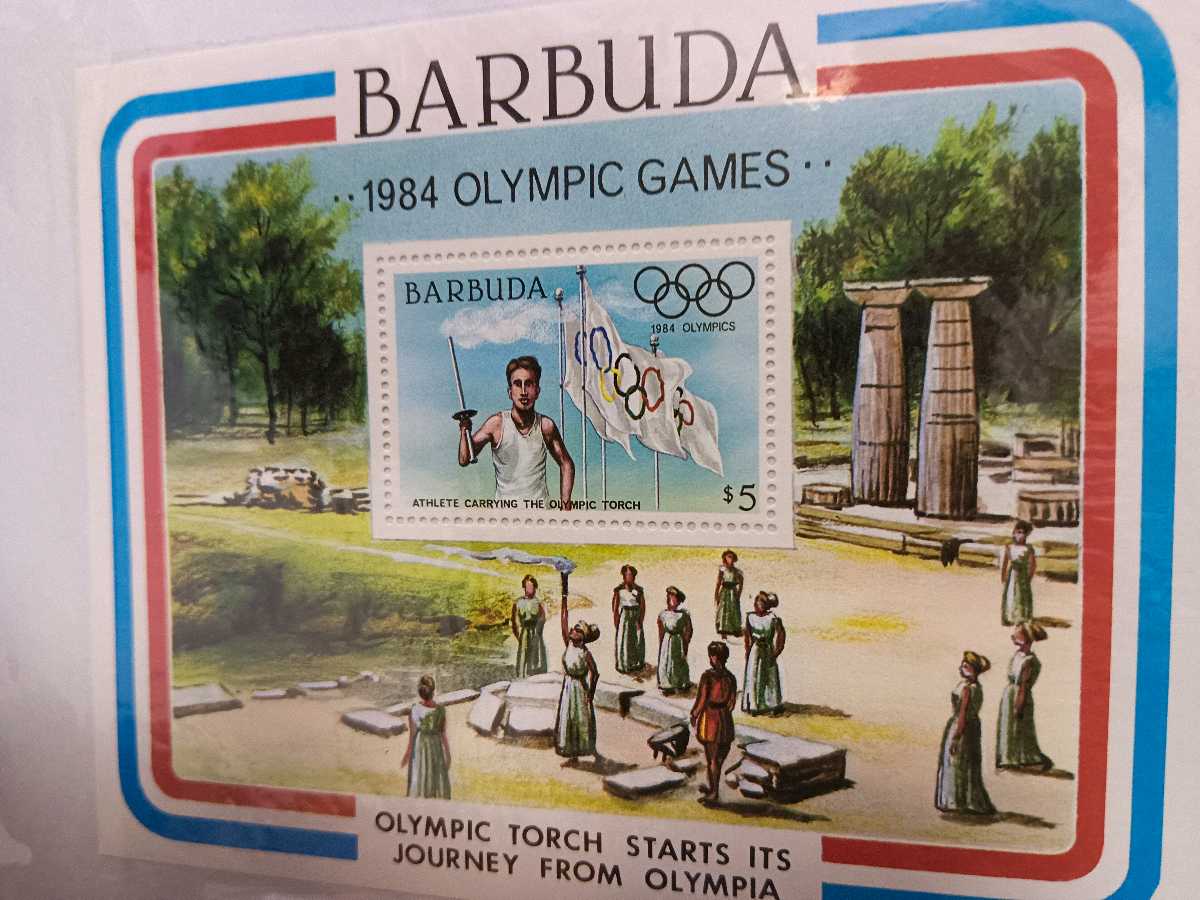 BARBUDA
··1984 OLYMPIC GAMES··
BARBUDA
1984 OLYMPICS
ATHLETE CARRYING THE OLYMPIC TORCH
$5
OLYMPIC TORCH STARTS ITS
JOURNEY FROM OLYMPIA